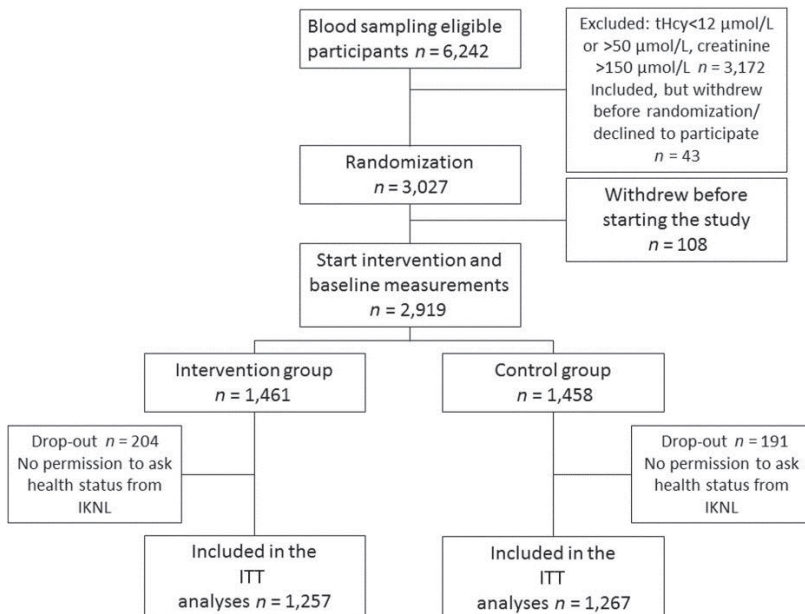 Blood sampling eligible
participants n = 6,242
Excluded: tHcy<12 μmol/L
or >50 μmol/L, creatinine
>150 μmol/L n = 3,172
Included, but withdrew
before randomization/
declined to participate
n = 43
Randomization
n = 3,027
Withdrew before
starting the study
n = 108
Start intervention and
baseline measurements
n = 2,919
Intervention group
n = 1,461
Control group
n = 1,458
Drop-out n = 204
No permission to ask
health status from
IKNL
Drop-out n = 191
No permission to ask
health status from
IKNL
Included in the
ITT
analyses n = 1,257
Included in the
ITT
analyses n = 1,267